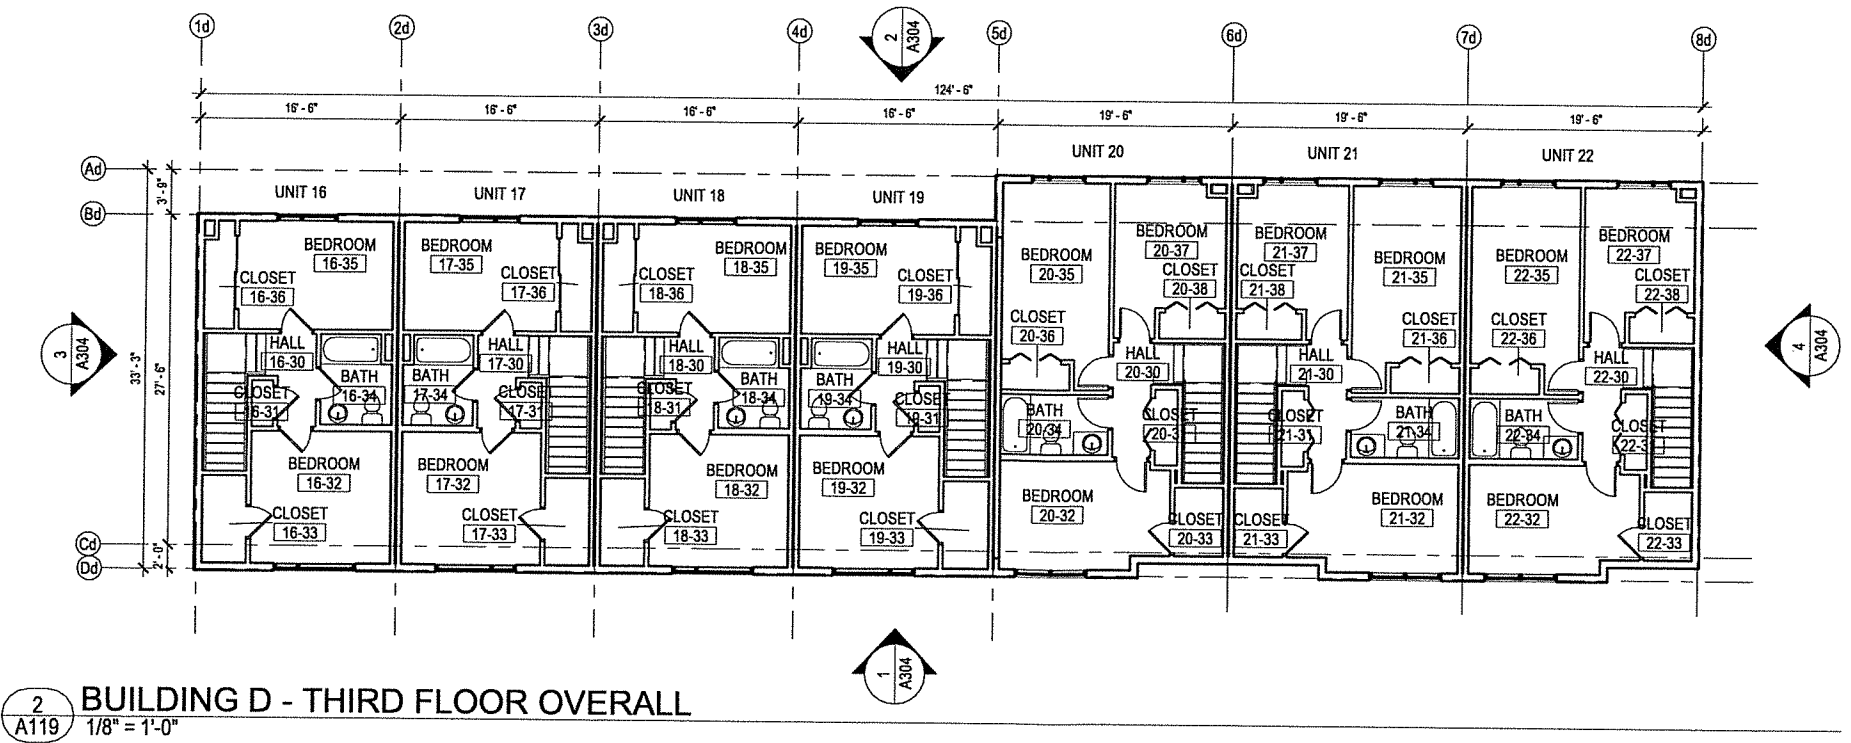 1d 2d 3d 4d 5d 6d 7d 8d
2
A304
124' - 6"
16' - 6" 16' - 6" 16' - 6" 16' - 6" 19' - 6" 19' - 6" 19' - 6"
Ad
Bd
Cd
Dd
3' - 9"
33' - 3"
27' - 6"
2' - 0"
3
A304
4
A304
1
A304
UNIT 16
BEDROOM
16-35
CLOSET
16-36
HALL
16-30
BATH
16-34
CLOSET
16-31
BEDROOM
16-32
CLOSET
16-33
UNIT 17
BEDROOM
17-35
CLOSET
17-36
HALL
17-30
BATH
17-34
CLOSET
17-31
BEDROOM
17-32
CLOSET
17-33
UNIT 18
BEDROOM
18-35
CLOSET
18-36
HALL
18-30
BATH
18-34
CLOSET
18-31
BEDROOM
18-32
CLOSET
18-33
UNIT 19
BEDROOM
19-35
CLOSET
19-36
HALL
19-30
BATH
19-34
CLOSET
19-31
BEDROOM
19-32
CLOSET
19-33
UNIT 20
BEDROOM
20-35
BEDROOM
20-37
CLOSET
20-38
CLOSET
20-36
HALL
20-30
BATH
20-34
CLOSET
BEDROOM
20-32
CLOSET
20-33
UNIT 21
BEDROOM
21-37
BEDROOM
21-35
CLOSET
21-38
CLOSET
21-36
HALL
21-30
CLOSET
21-31
BATH
21-34
BEDROOM
21-32
CLOSET
21-33
UNIT 22
BEDROOM
22-35
BEDROOM
22-37
CLOSET
22-38
CLOSET
22-36
HALL
22-30
BATH
22-34
CLOSET
BEDROOM
22-32
CLOSET
22-33
2
A119
BUILDING D - THIRD FLOOR OVERALL
1/8" = 1'-0"